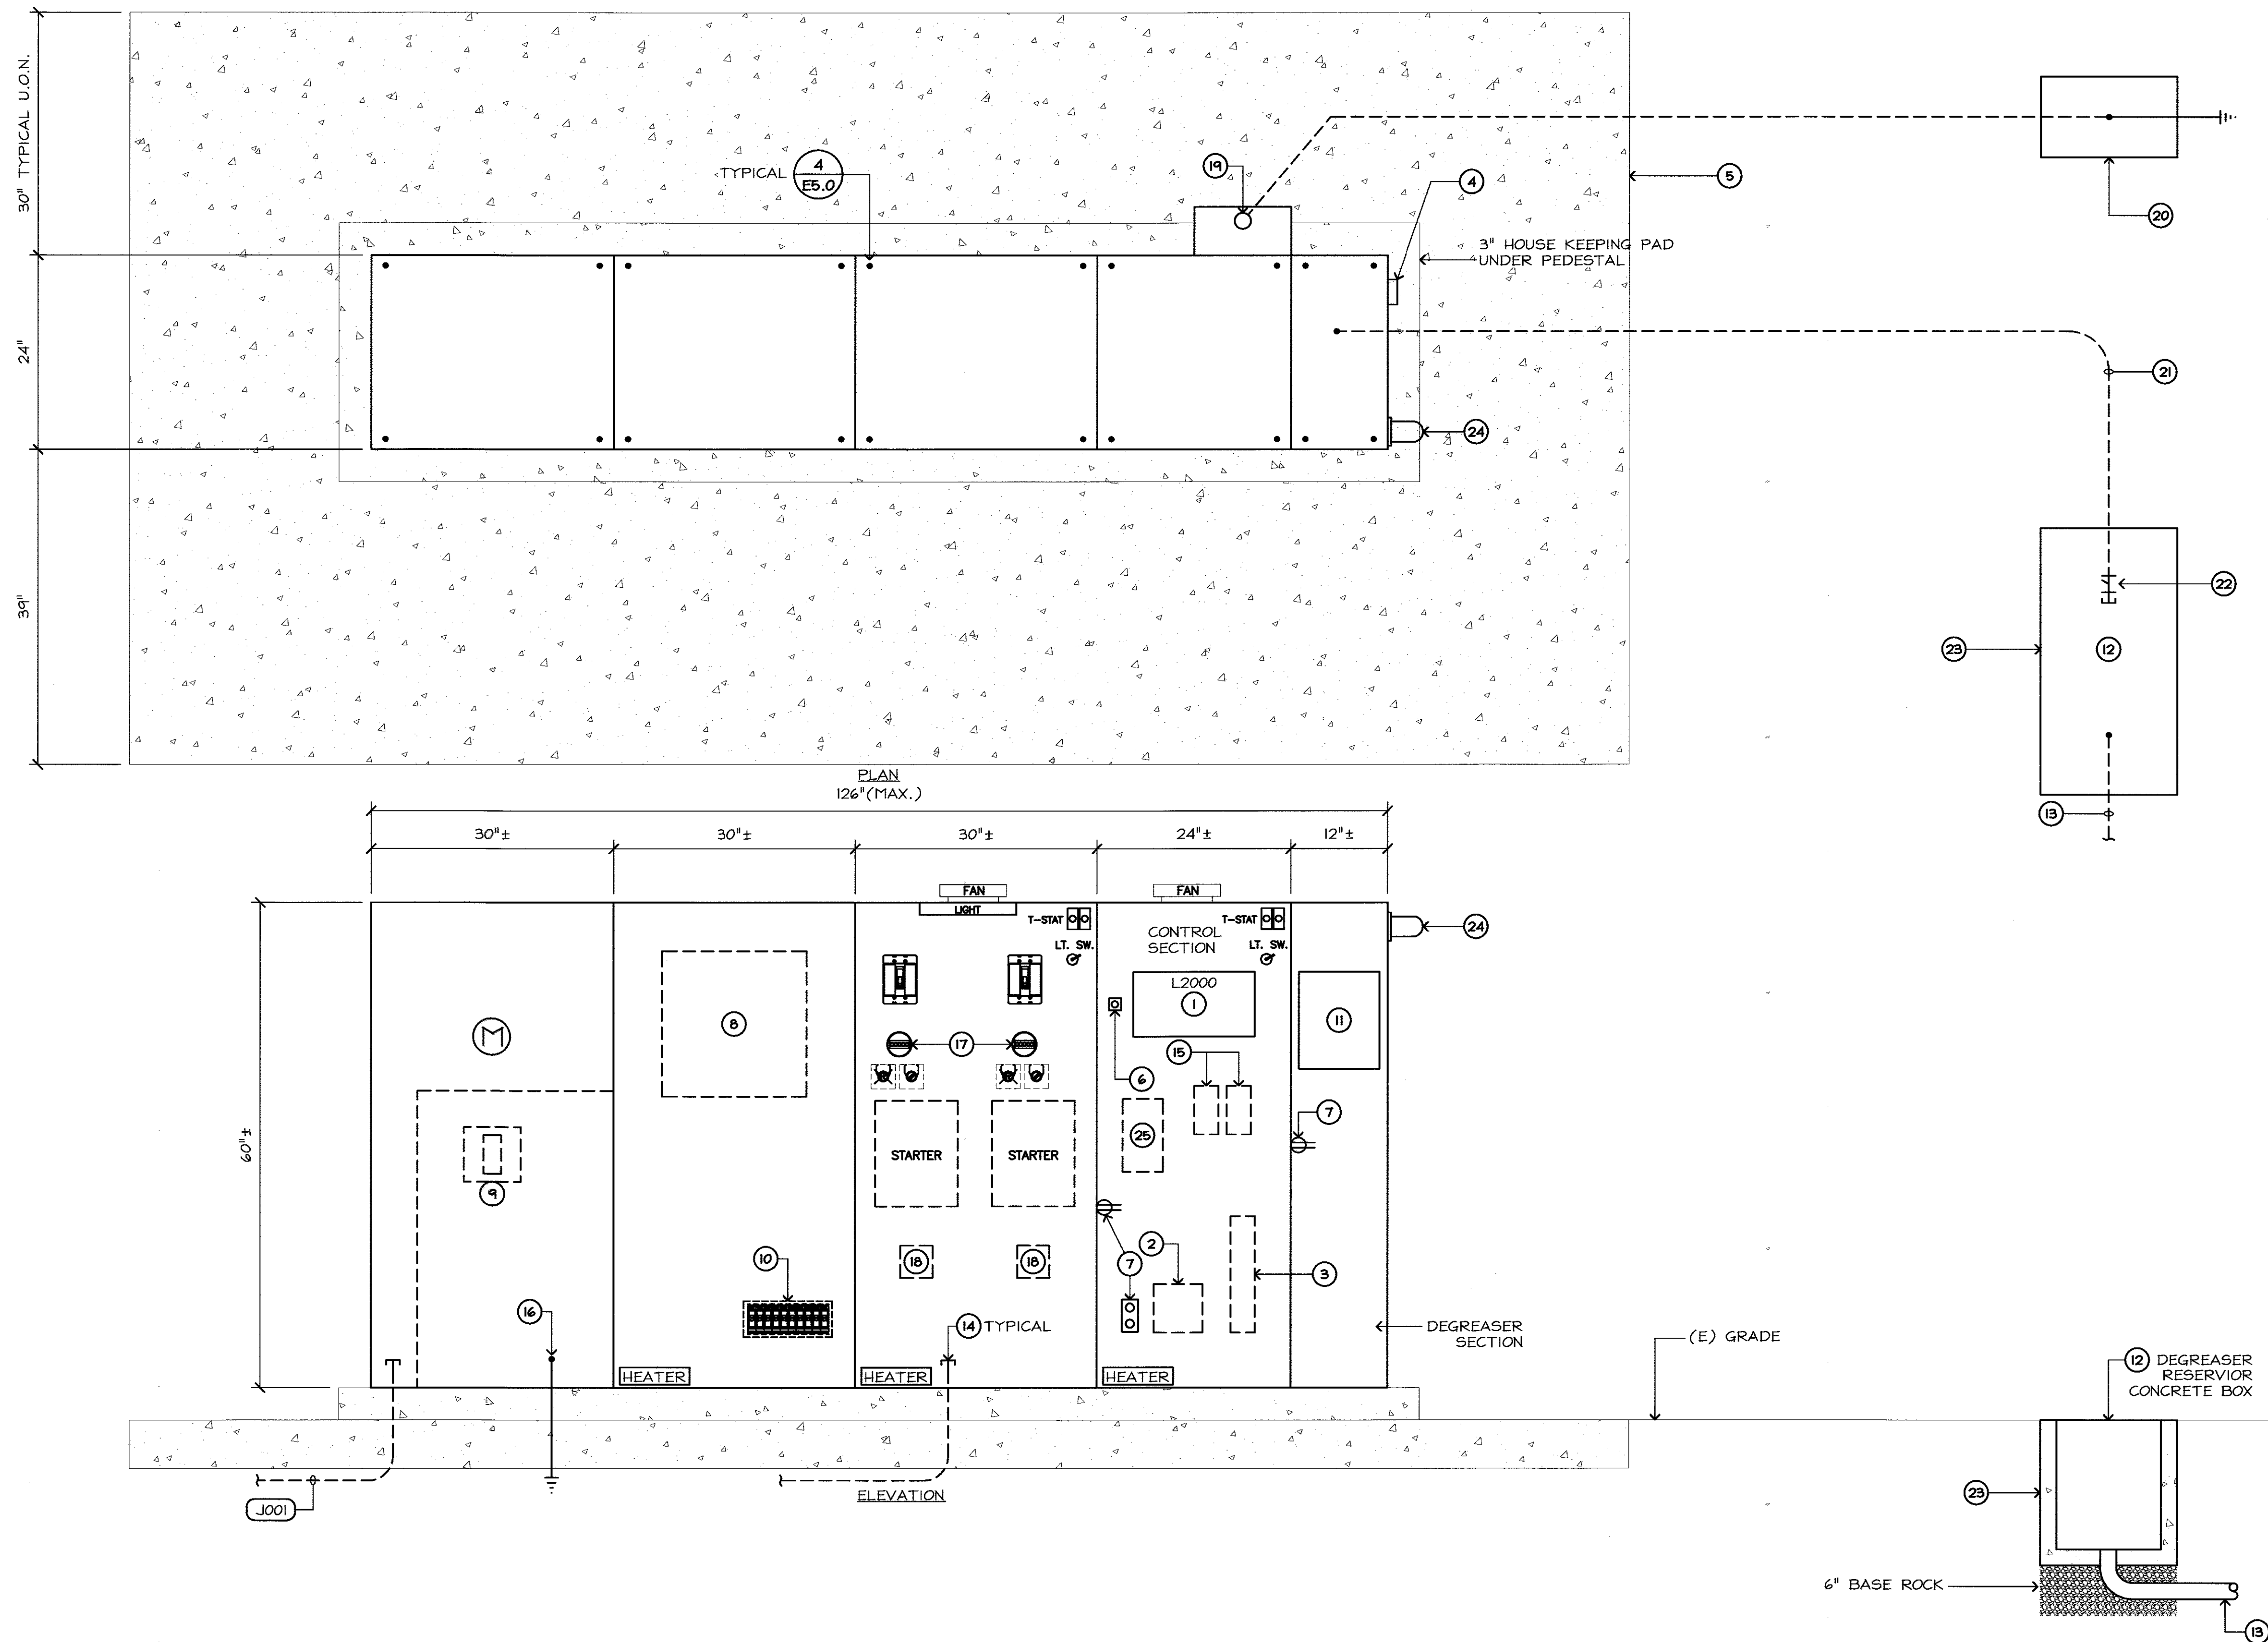 30" TYPICAL U.O.N.
24"
39"
TYPICAL
4
E5.0
19
4
5
20
3" HOUSE KEEPING PAD
UNDER PEDESTAL
21
24
22
23
12
13
PLAN
126"(MAX.)
30"±
30"±
30"±
24"±
12"±
60"±
FAN
FAN
LIGHT
T-STAT
T-STAT
LT. SW.
LT. SW.
CONTROL
SECTION
24
L2000
1
11
8
M
17
15
6
7
25
STARTER
STARTER
9
2
7
18
18
3
10
16
14 TYPICAL
DEGREASER
SECTION
(E) GRADE
12 DEGREASER
RESERVIOR
CONCRETE BOX
HEATER
HEATER
HEATER
J001
ELEVATION
23
6" BASE ROCK
13